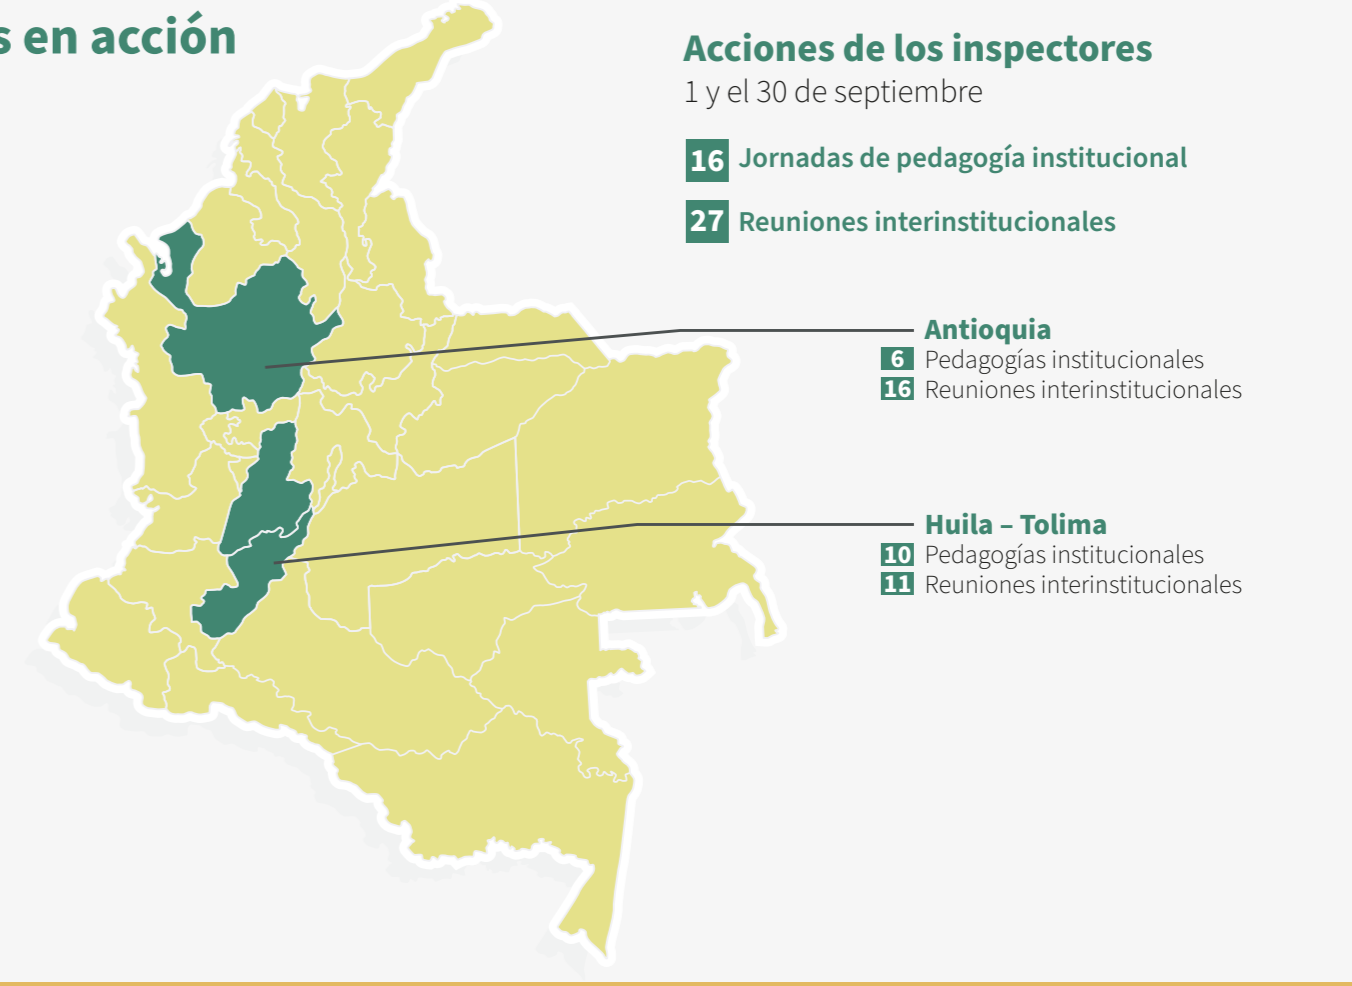 s en acción
Acciones de los inspectores
1 y el 30 de septiembre
16 Jornadas de pedagogía institucional
27 Reuniones interinstitucionales
Antioquia
6 Pedagogías institucionales
16 Reuniones interinstitucionales
Huila – Tolima
10 Pedagogías institucionales
11 Reuniones interinstitucionales